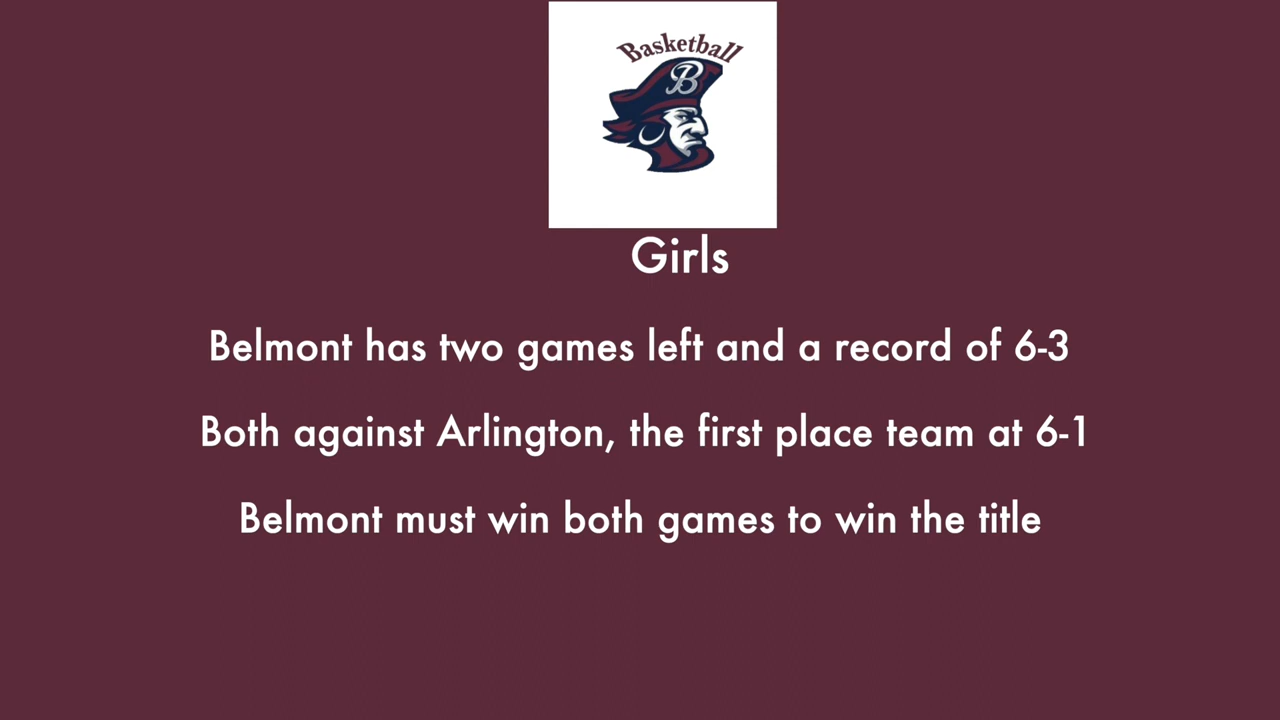 Basketball
B
Girls
Belmont has two games left and a record of 6-3
Both against Arlington, the first place team at 6-1
Belmont must win both games to win the title